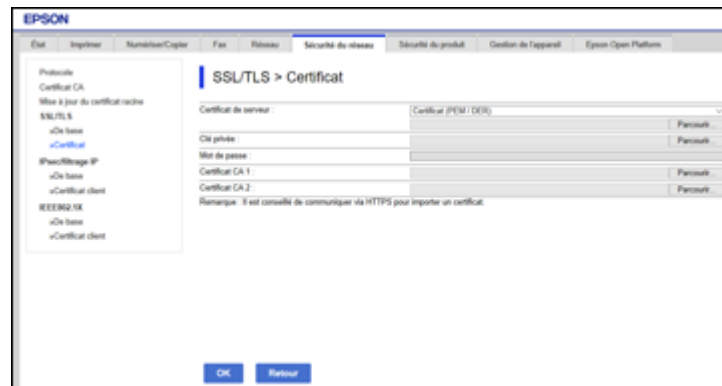 EPSON
État Imprimer Numériser/Copier Fax Réseau Sécurité du réseau Sécurité du produit Gestion de l'appareil Epson Open Platform
Protocole
Certificat CA
Mise à jour du certificat racine
SSL/TLS
»De base
»Certificat
IPsec/filtrage IP
»De base
»Certificat client
IEEE802.1X
»De base
»Certificat client
SSL/TLS > Certificat
Certificat de serveur : Certificat (PEM / DER)
Parcourir...
Clé privée : Parcourir...
Mot de passe :
Certificat CA 1 : Parcourir...
Certificat CA 2 : Parcourir...
Remarque : Il est conseillé de communiquer via HTTPS pour importer un certificat.
OK Retour